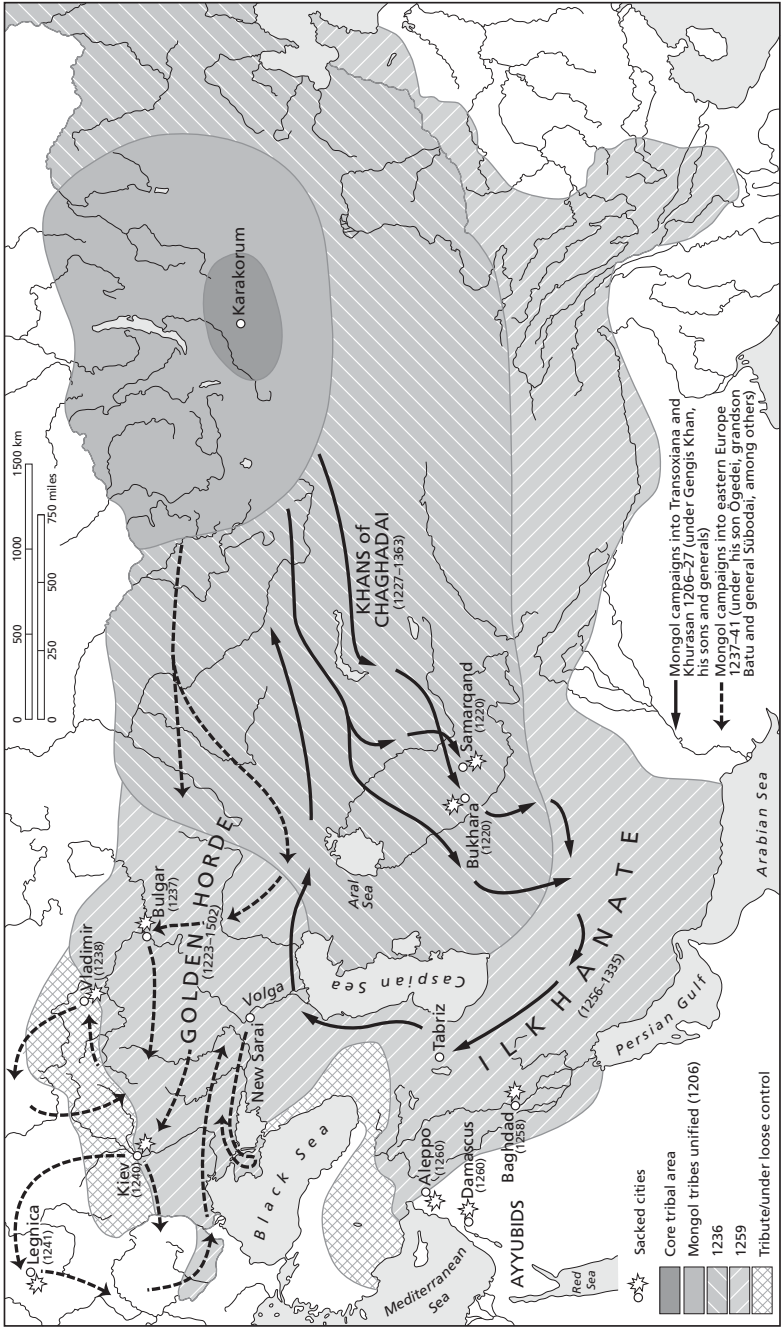 Legnica
(1241)
Kiev
(1240)
Vladimir
(1238)
Bulgar
(1237)
GOLDEN HORDE
(1223–1502)
Volga
New Sarai
Black Sea
Caspian Sea
Aral
Sea
Karakorum
KHANS of
CHAGHADAI
(1227–1363)
Samarqand
(1220)
Bukhara
(1220)
Tabriz
ILKHANATE
(1256–1335)
Aleppo
(1260)
Damascus
(1260)
Baghdad
(1258)
AYYUBIDS
Mediterranean
Sea
Red
Sea
Persian Gulf
Arabian Sea
0 500 1000 1500 km
0 250 500 750 miles
Sacked cities
Core tribal area
Mongol tribes unified (1206)
1236
1259
Tribute/under loose control
Mongol campaigns into Transoxiana and
Khurasan 1206–27 (under Gengis Khan,
his sons and generals)
Mongol campaigns into eastern Europe
1237–41 (under his son Ögedei, grandson
Batu and general Sübodai, among others)